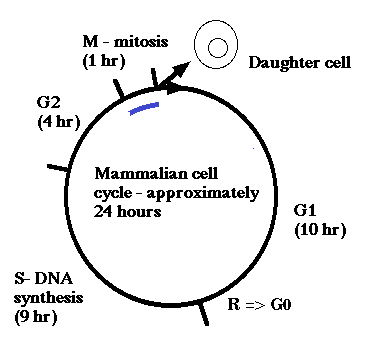 M - mitosis
(1 hr)
Daughter cell
G2
(4 hr)
Mammalian cell
cycle - approximately
24 hours
G1
(10 hr)
S- DNA
synthesis
(9 hr)
R => G0